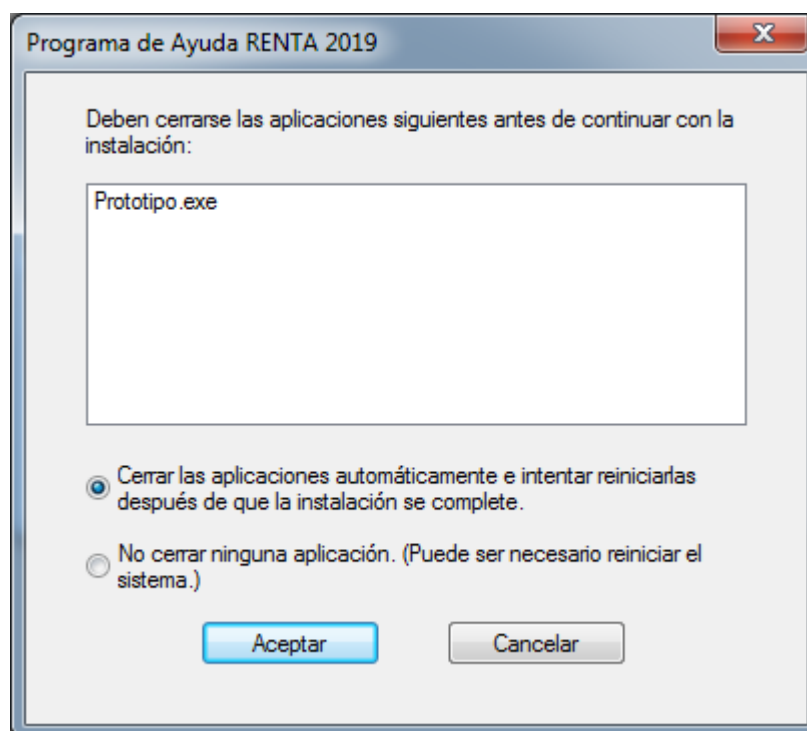 Programa de Ayuda RENTA 2019
Deben cerrarse las aplicaciones siguientes antes de continuar con la
instalación:
Prototipo.exe
Cerrar las aplicaciones automáticamente e intentar reiniciarlas
después de que la instalación se complete.
No cerrar ninguna aplicación. (Puede ser necesario reiniciar el
sistema.)
Aceptar
Cancelar